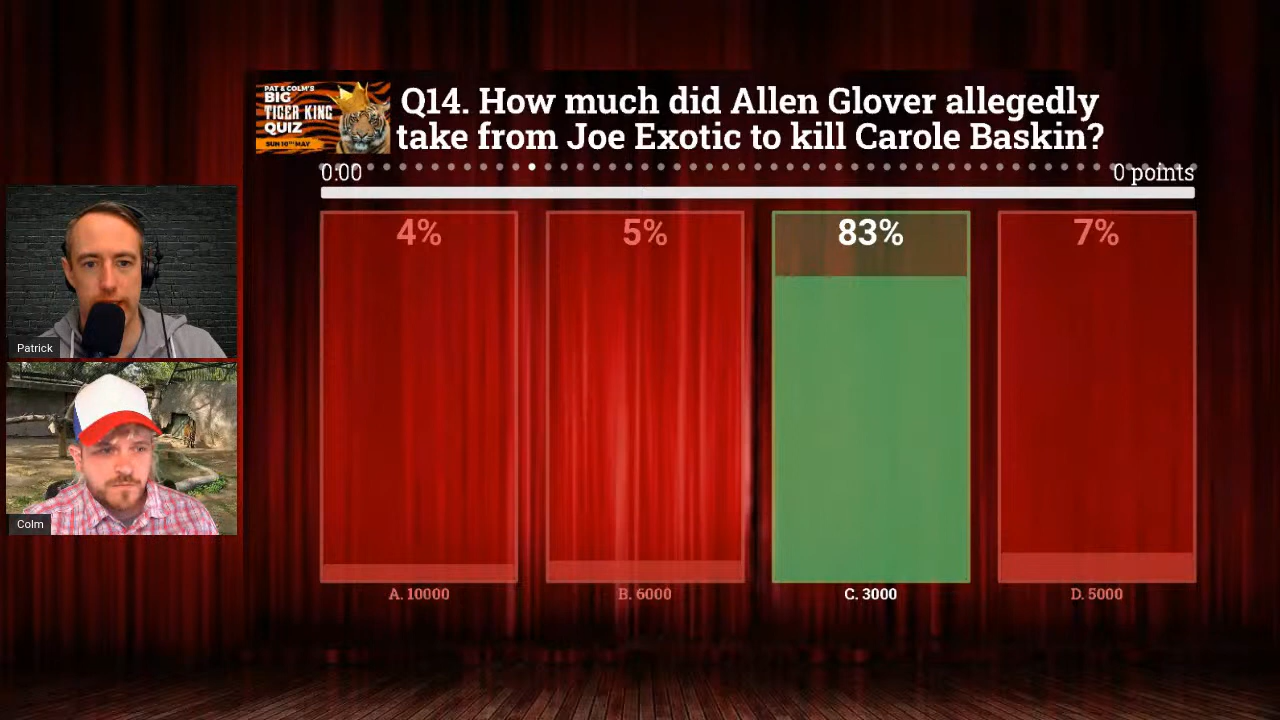 PAT & COLM'S
BIG
TIGER KING
QUIZ
SUN 10TH MAY
Q14. How much did Allen Glover allegedly
take from Joe Exotic to kill Carole Baskin?
0:00
0 points
4%
5%
83%
7%
A. 10000
B. 6000
C. 3000
D. 5000
Patrick
Colm